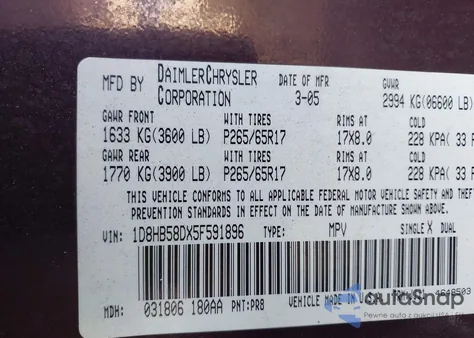 MFD BY DAIMLERCHRYSLER CORPORATION
DATE OF MFR 3-05
GVWR 2994 KG(06600 LB)
GAWR FRONT WITH TIRES RIMS AT COLD
1633 KG(3600 LB) P265/65R17 17X8.0 228 KPA( 33 P
GAWR REAR WITH TIRES RIMS AT COLD
1770 KG(3900 LB) P265/65R17 17X8.0 228 KPA( 33 P
THIS VEHICLE CONFORMS TO ALL APPLICABLE FEDERAL MOTOR VEHICLE SAFETY AND THEFT
PREVENTION STANDARDS IN EFFECT ON THE DATE OF MANUFACTURE SHOWN ABOVE.
VIN: 1D8HB58DX5F591896 TYPE: MPV SINGLE X DUAL
MDH: 031806 180AA PNT:PR8 VEHICLE MADE IN 4648503
autoSnap